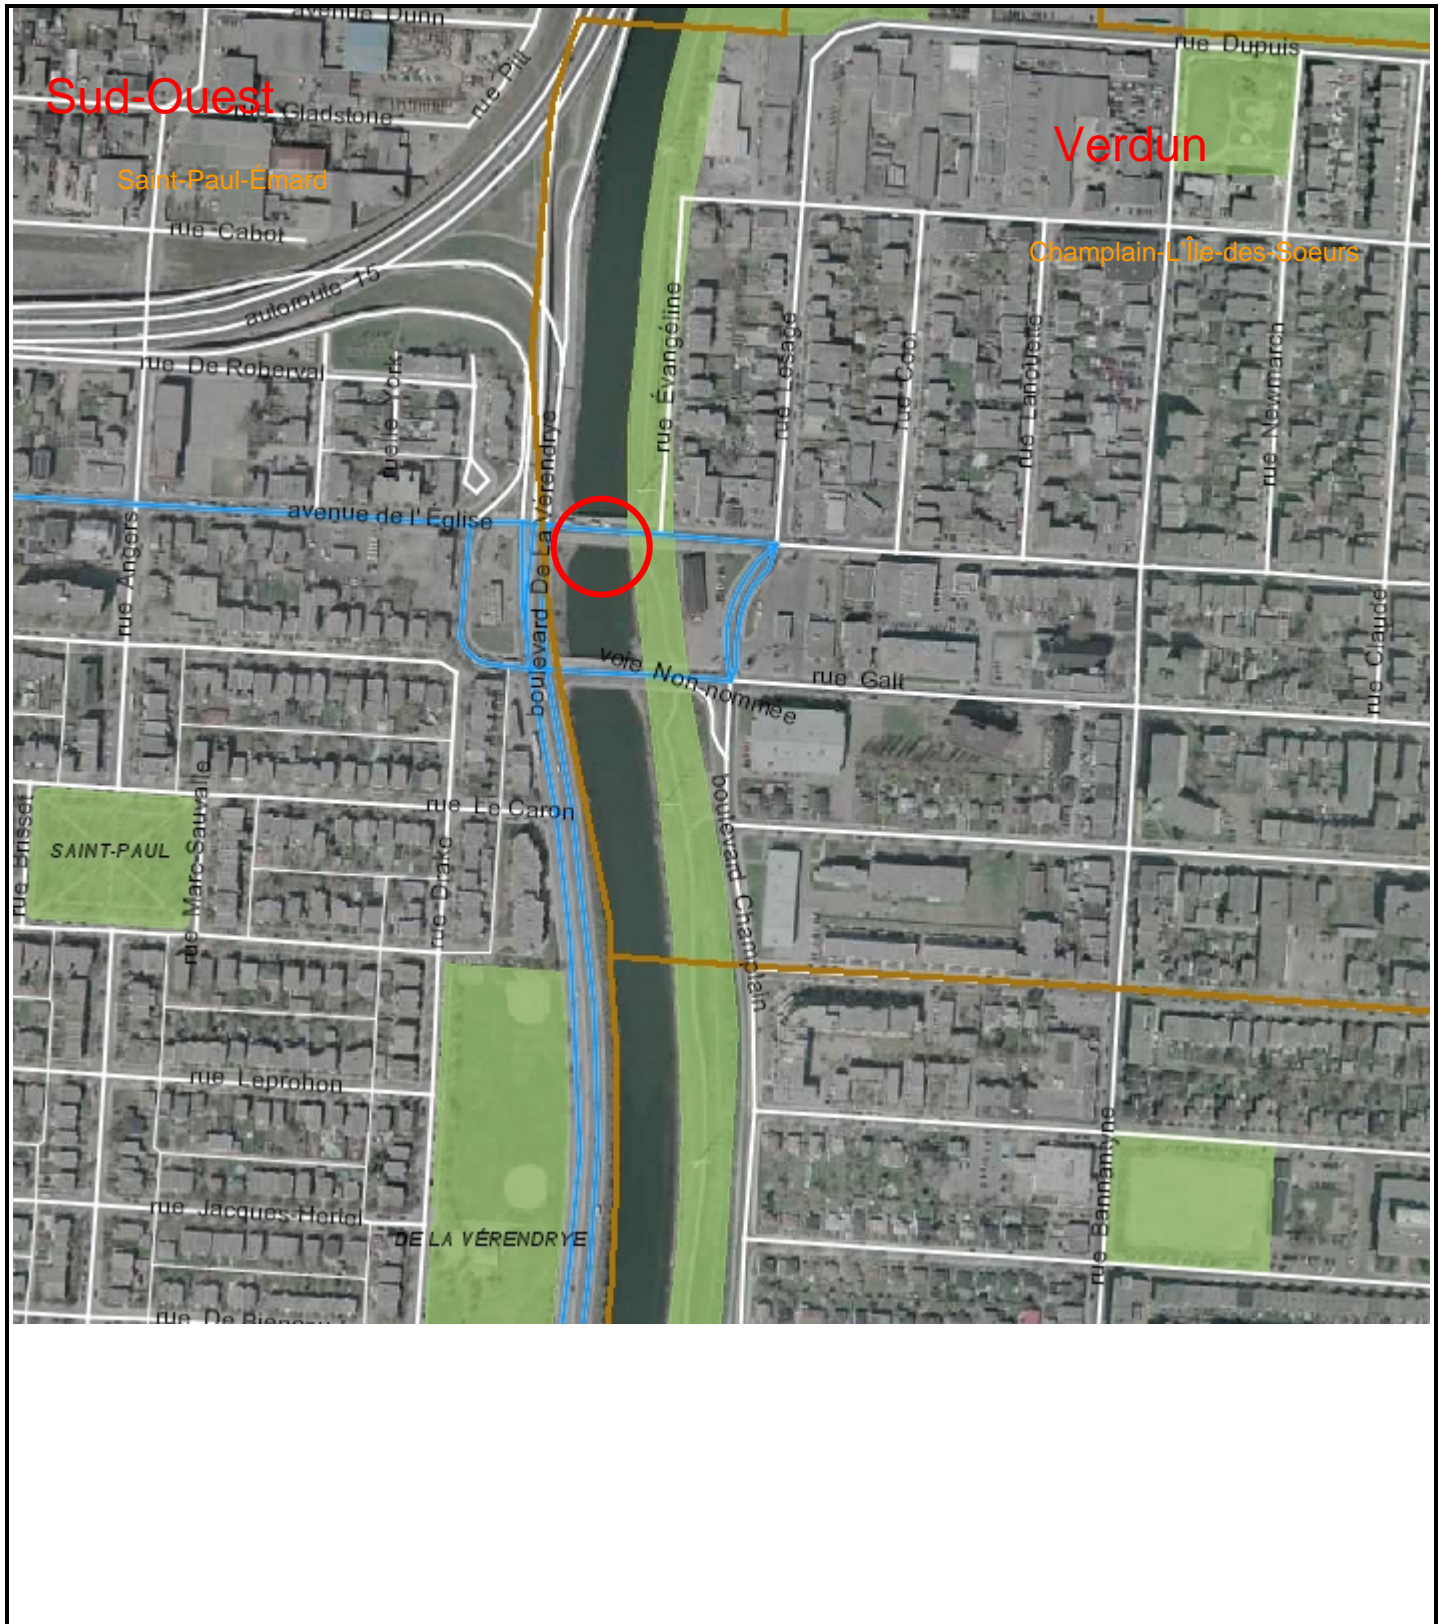 avenue Dunn
rue Dupuis
Sud-Ouest
rue Gladstone
rue Pitt
Verdun
Saint-Paul-Émard
rue Cabot
Champlain-L'Île-des-Soeurs
autoroute 15
rue De Roberval
ruelle York
rue Évangéline
rue Lesage
rue Cool
rue Lanouette
rue Newmarch
boulevard De La Vérendrye
avenue de l'Église
rue Angers
rue Claude
voie Non-nommée
rue Galt
boulevard Champlain
rue Le Caron
rue Brisset
SAINT-PAUL
rue Marc-Sauvalle
rue Drake
rue Leprohon
rue Bannantyne
rue Jacques-Hertel
DE LA VÉRENDRYE
rue De